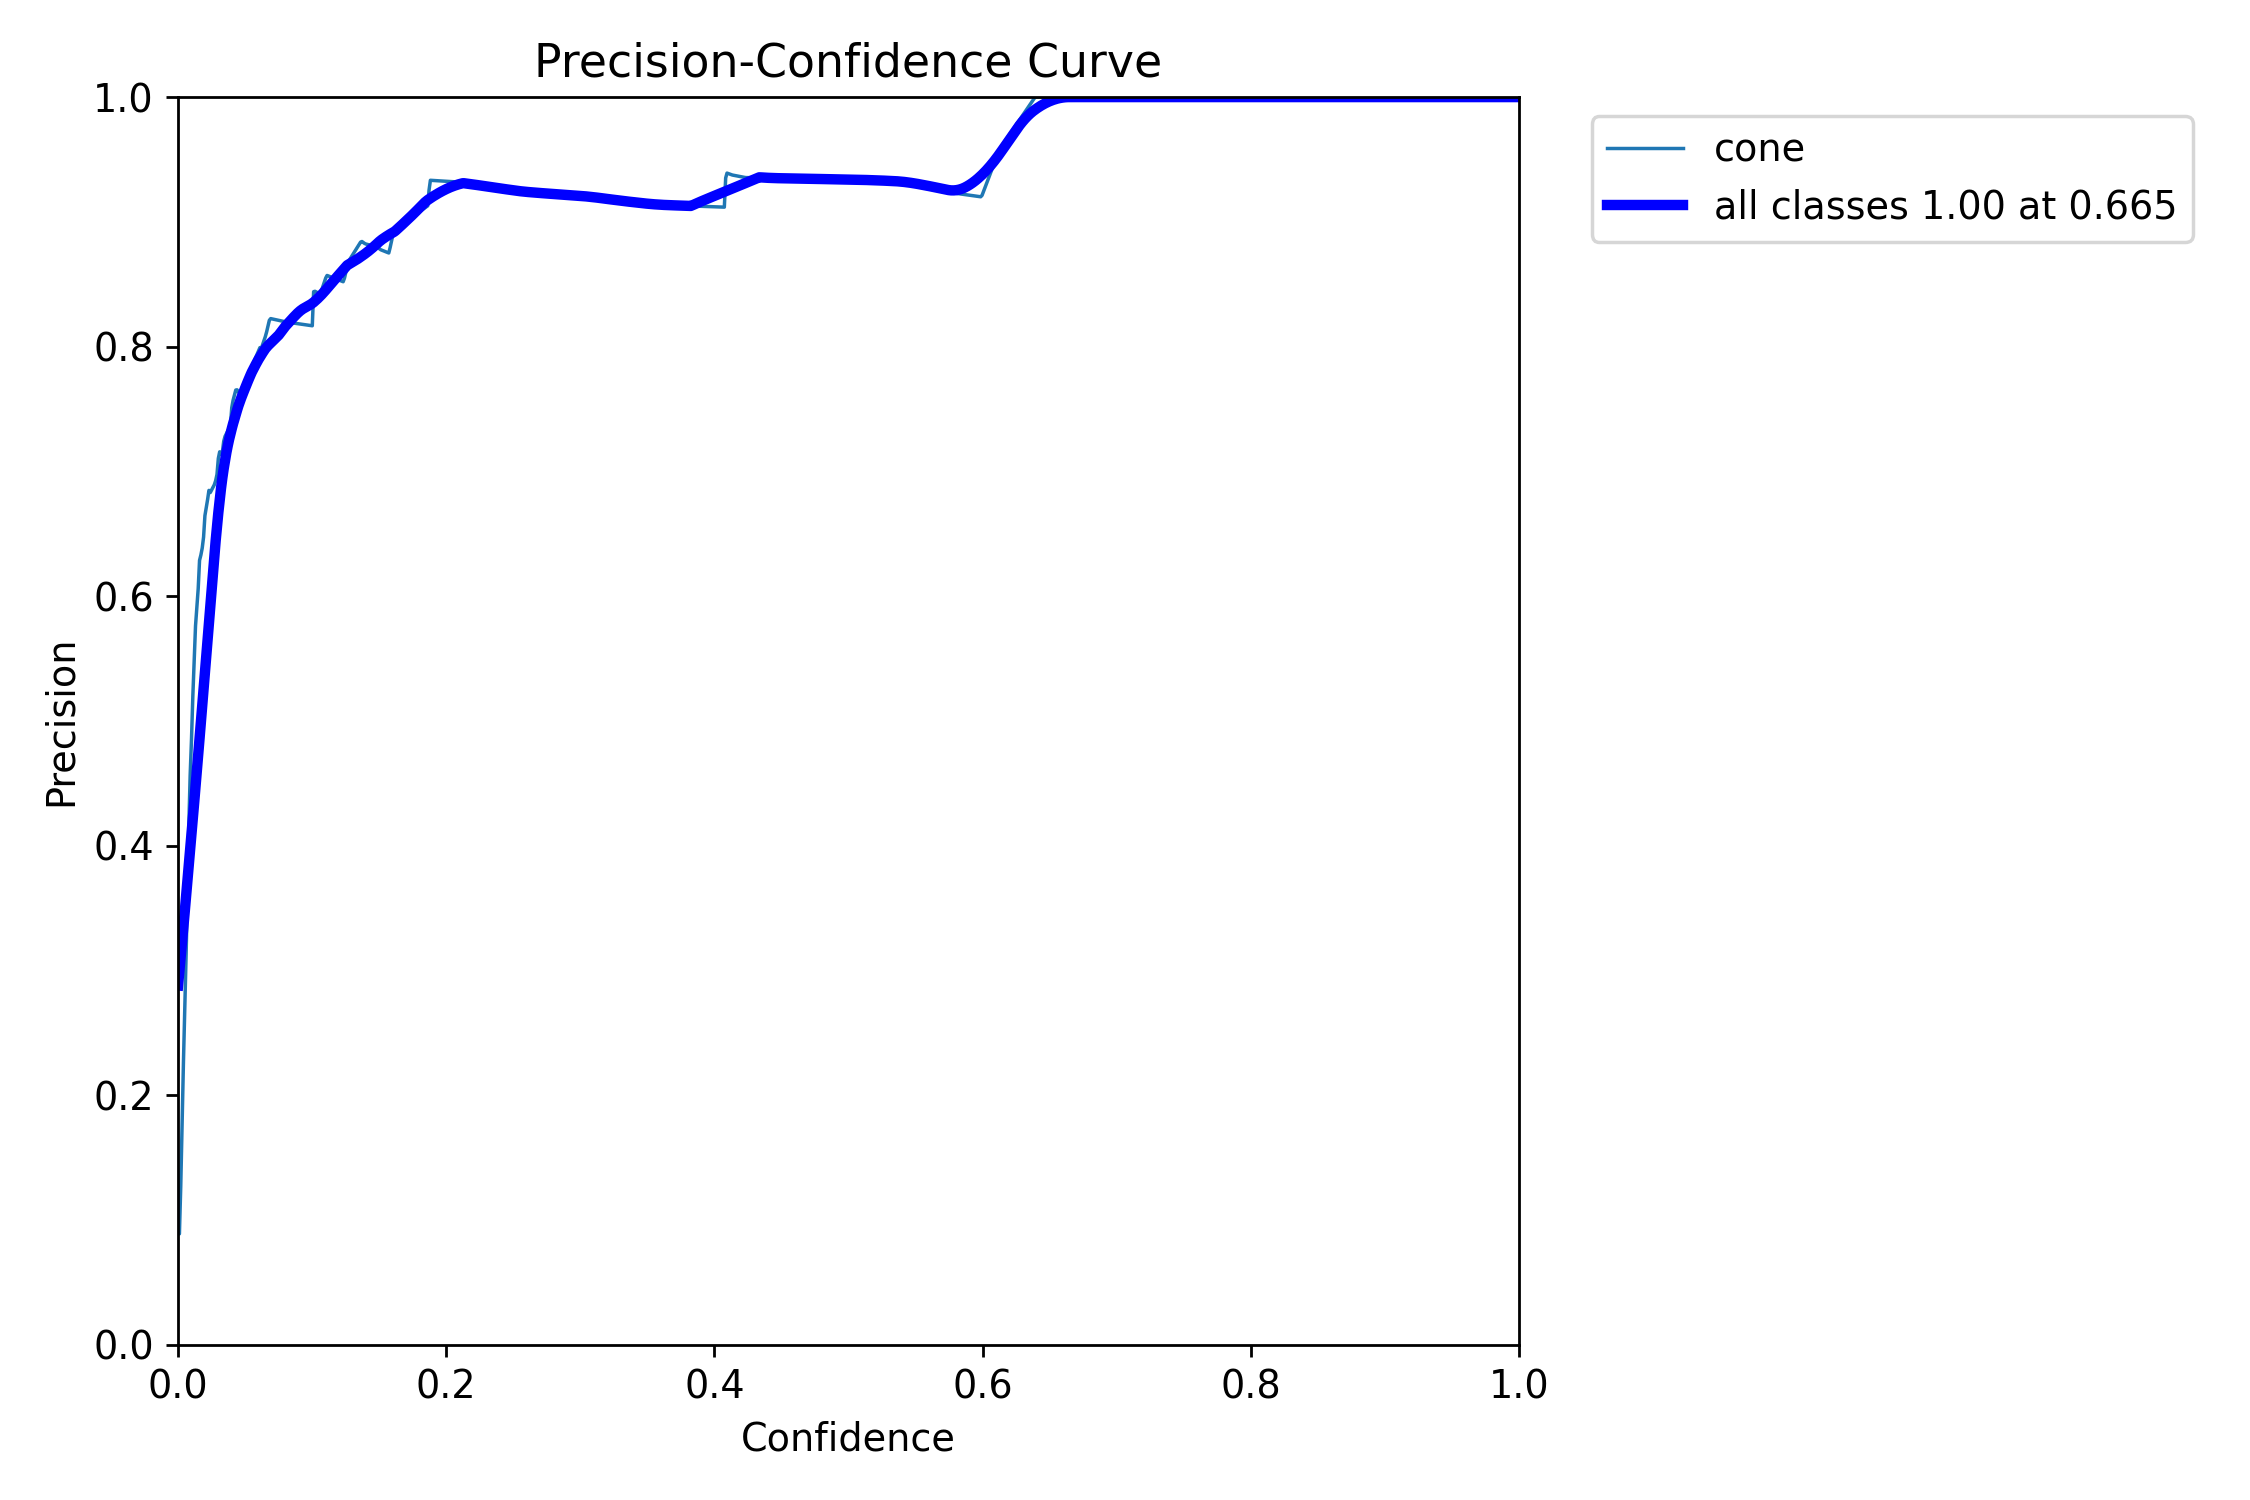 Precision-Confidence Curve
1.0
0.8
0.6
0.4
0.2
0.0
Precision
0.0 0.2 0.4 0.6 0.8 1.0
Confidence
cone
all classes 1.00 at 0.665